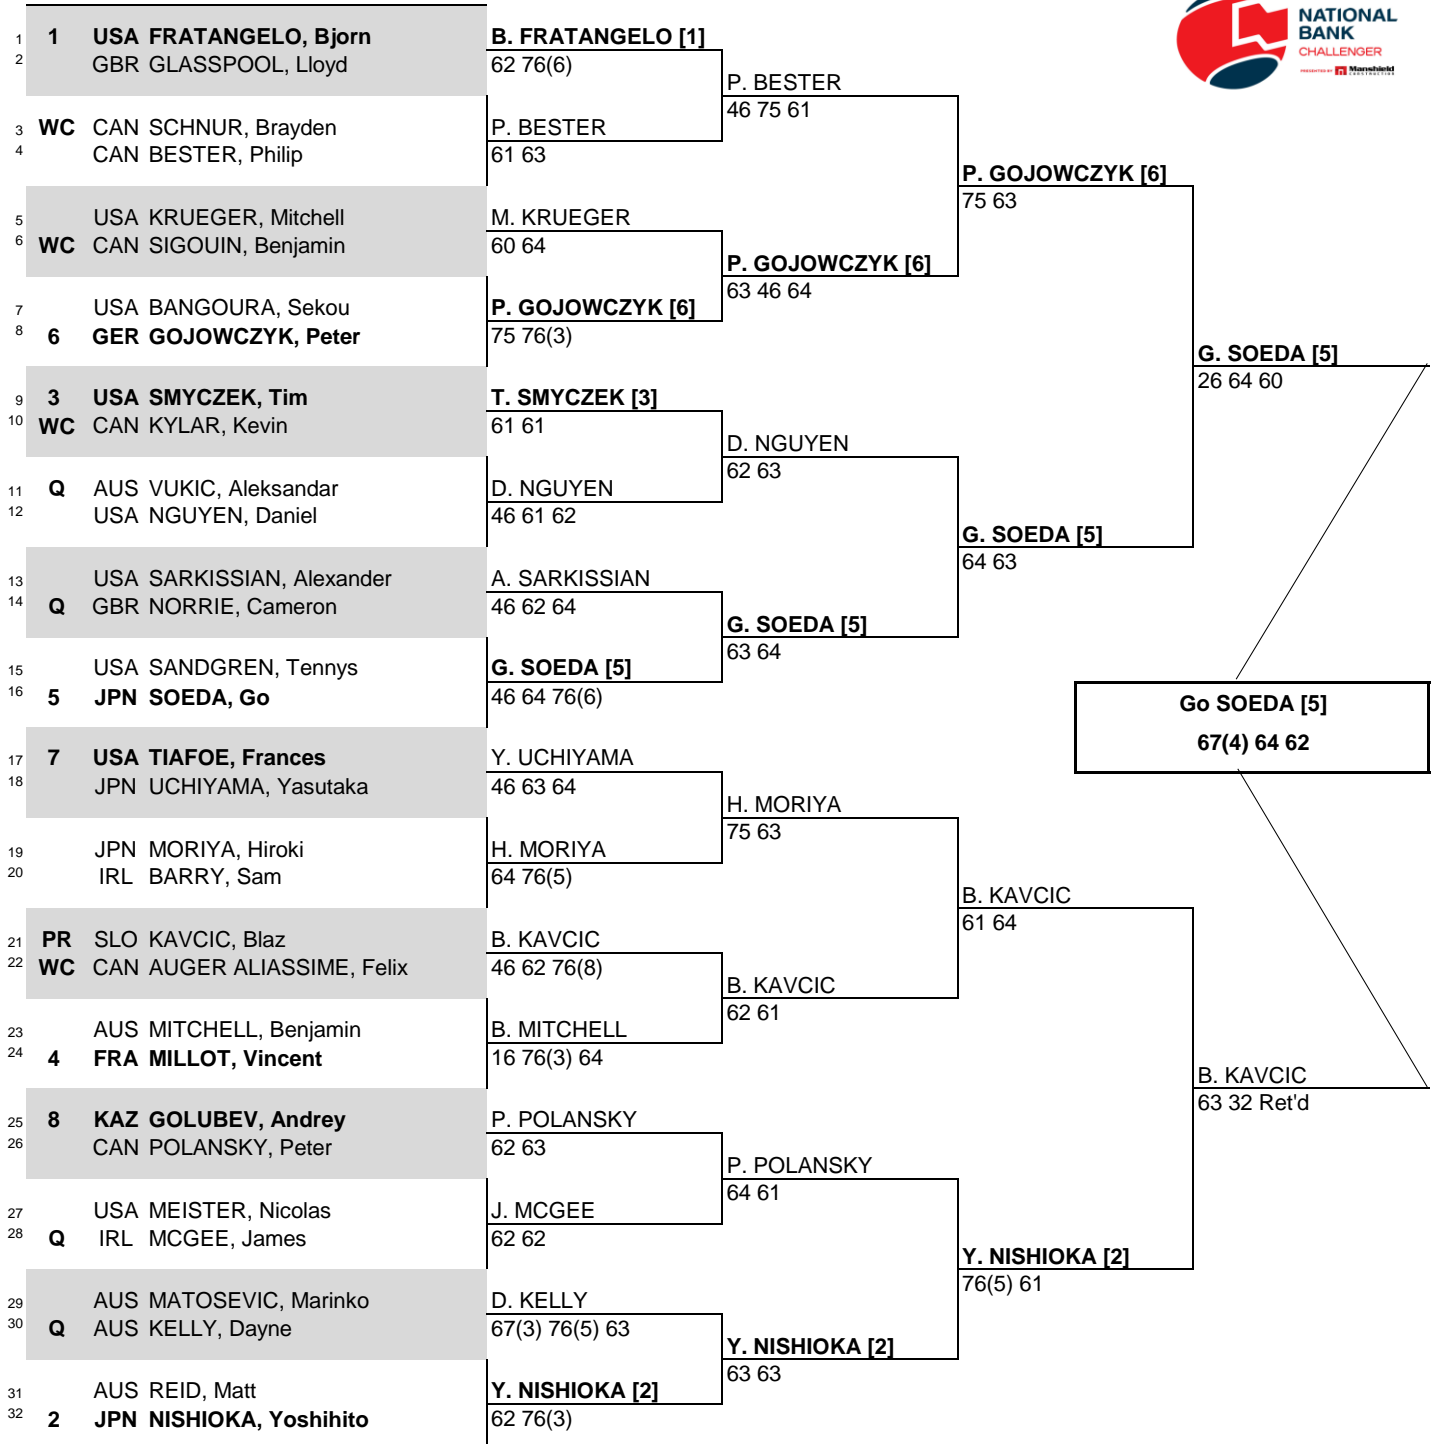 NATIONAL
BANK
CHALLENGER
PRESENTED BY Manshield
CONSTRUCTION
1 1 USA FRATANGELO, Bjorn
2 GBR GLASSPOOL, Lloyd
3 WC CAN SCHNUR, Brayden
4 CAN BESTER, Philip
5 USA KRUEGER, Mitchell
6 WC CAN SIGOUIN, Benjamin
7 USA BANGOURA, Sekou
8 6 GER GOJOWCZYK, Peter
9 3 USA SMYCZEK, Tim
10 WC CAN KYLAR, Kevin
11 Q AUS VUKIC, Aleksandar
12 USA NGUYEN, Daniel
13 USA SARKISSIAN, Alexander
14 Q GBR NORRIE, Cameron
15 USA SANDGREN, Tennys
16 5 JPN SOEDA, Go
17 7 USA TIAFOE, Frances
18 JPN UCHIYAMA, Yasutaka
19 JPN MORIYA, Hiroki
20 IRL BARRY, Sam
21 PR SLO KAVCIC, Blaz
22 WC CAN AUGER ALIASSIME, Felix
23 AUS MITCHELL, Benjamin
24 4 FRA MILLOT, Vincent
25 8 KAZ GOLUBEV, Andrey
26 CAN POLANSKY, Peter
27 USA MEISTER, Nicolas
28 Q IRL MCGEE, James
29 AUS MATOSEVIC, Marinko
30 Q AUS KELLY, Dayne
31 AUS REID, Matt
32 2 JPN NISHIOKA, Yoshihito
B. FRATANGELO [1]
62 76(6)
P. BESTER
61 63
M. KRUEGER
60 64
P. GOJOWCZYK [6]
75 76(3)
T. SMYCZEK [3]
61 61
D. NGUYEN
46 61 62
A. SARKISSIAN
46 62 64
G. SOEDA [5]
46 64 76(6)
Y. UCHIYAMA
46 63 64
H. MORIYA
64 76(5)
B. KAVCIC
46 62 76(8)
B. MITCHELL
16 76(3) 64
P. POLANSKY
62 63
J. MCGEE
62 62
D. KELLY
67(3) 76(5) 63
Y. NISHIOKA [2]
62 76(3)
P. BESTER
46 75 61
P. GOJOWCZYK [6]
63 46 64
D. NGUYEN
62 63
G. SOEDA [5]
63 64
H. MORIYA
75 63
B. KAVCIC
62 61
P. POLANSKY
64 61
Y. NISHIOKA [2]
63 63
P. GOJOWCZYK [6]
75 63
G. SOEDA [5]
64 63
B. KAVCIC
61 64
Y. NISHIOKA [2]
76(5) 61
G. SOEDA [5]
26 64 60
B. KAVCIC
63 32 Ret'd
Go SOEDA [5]
67(4) 64 62